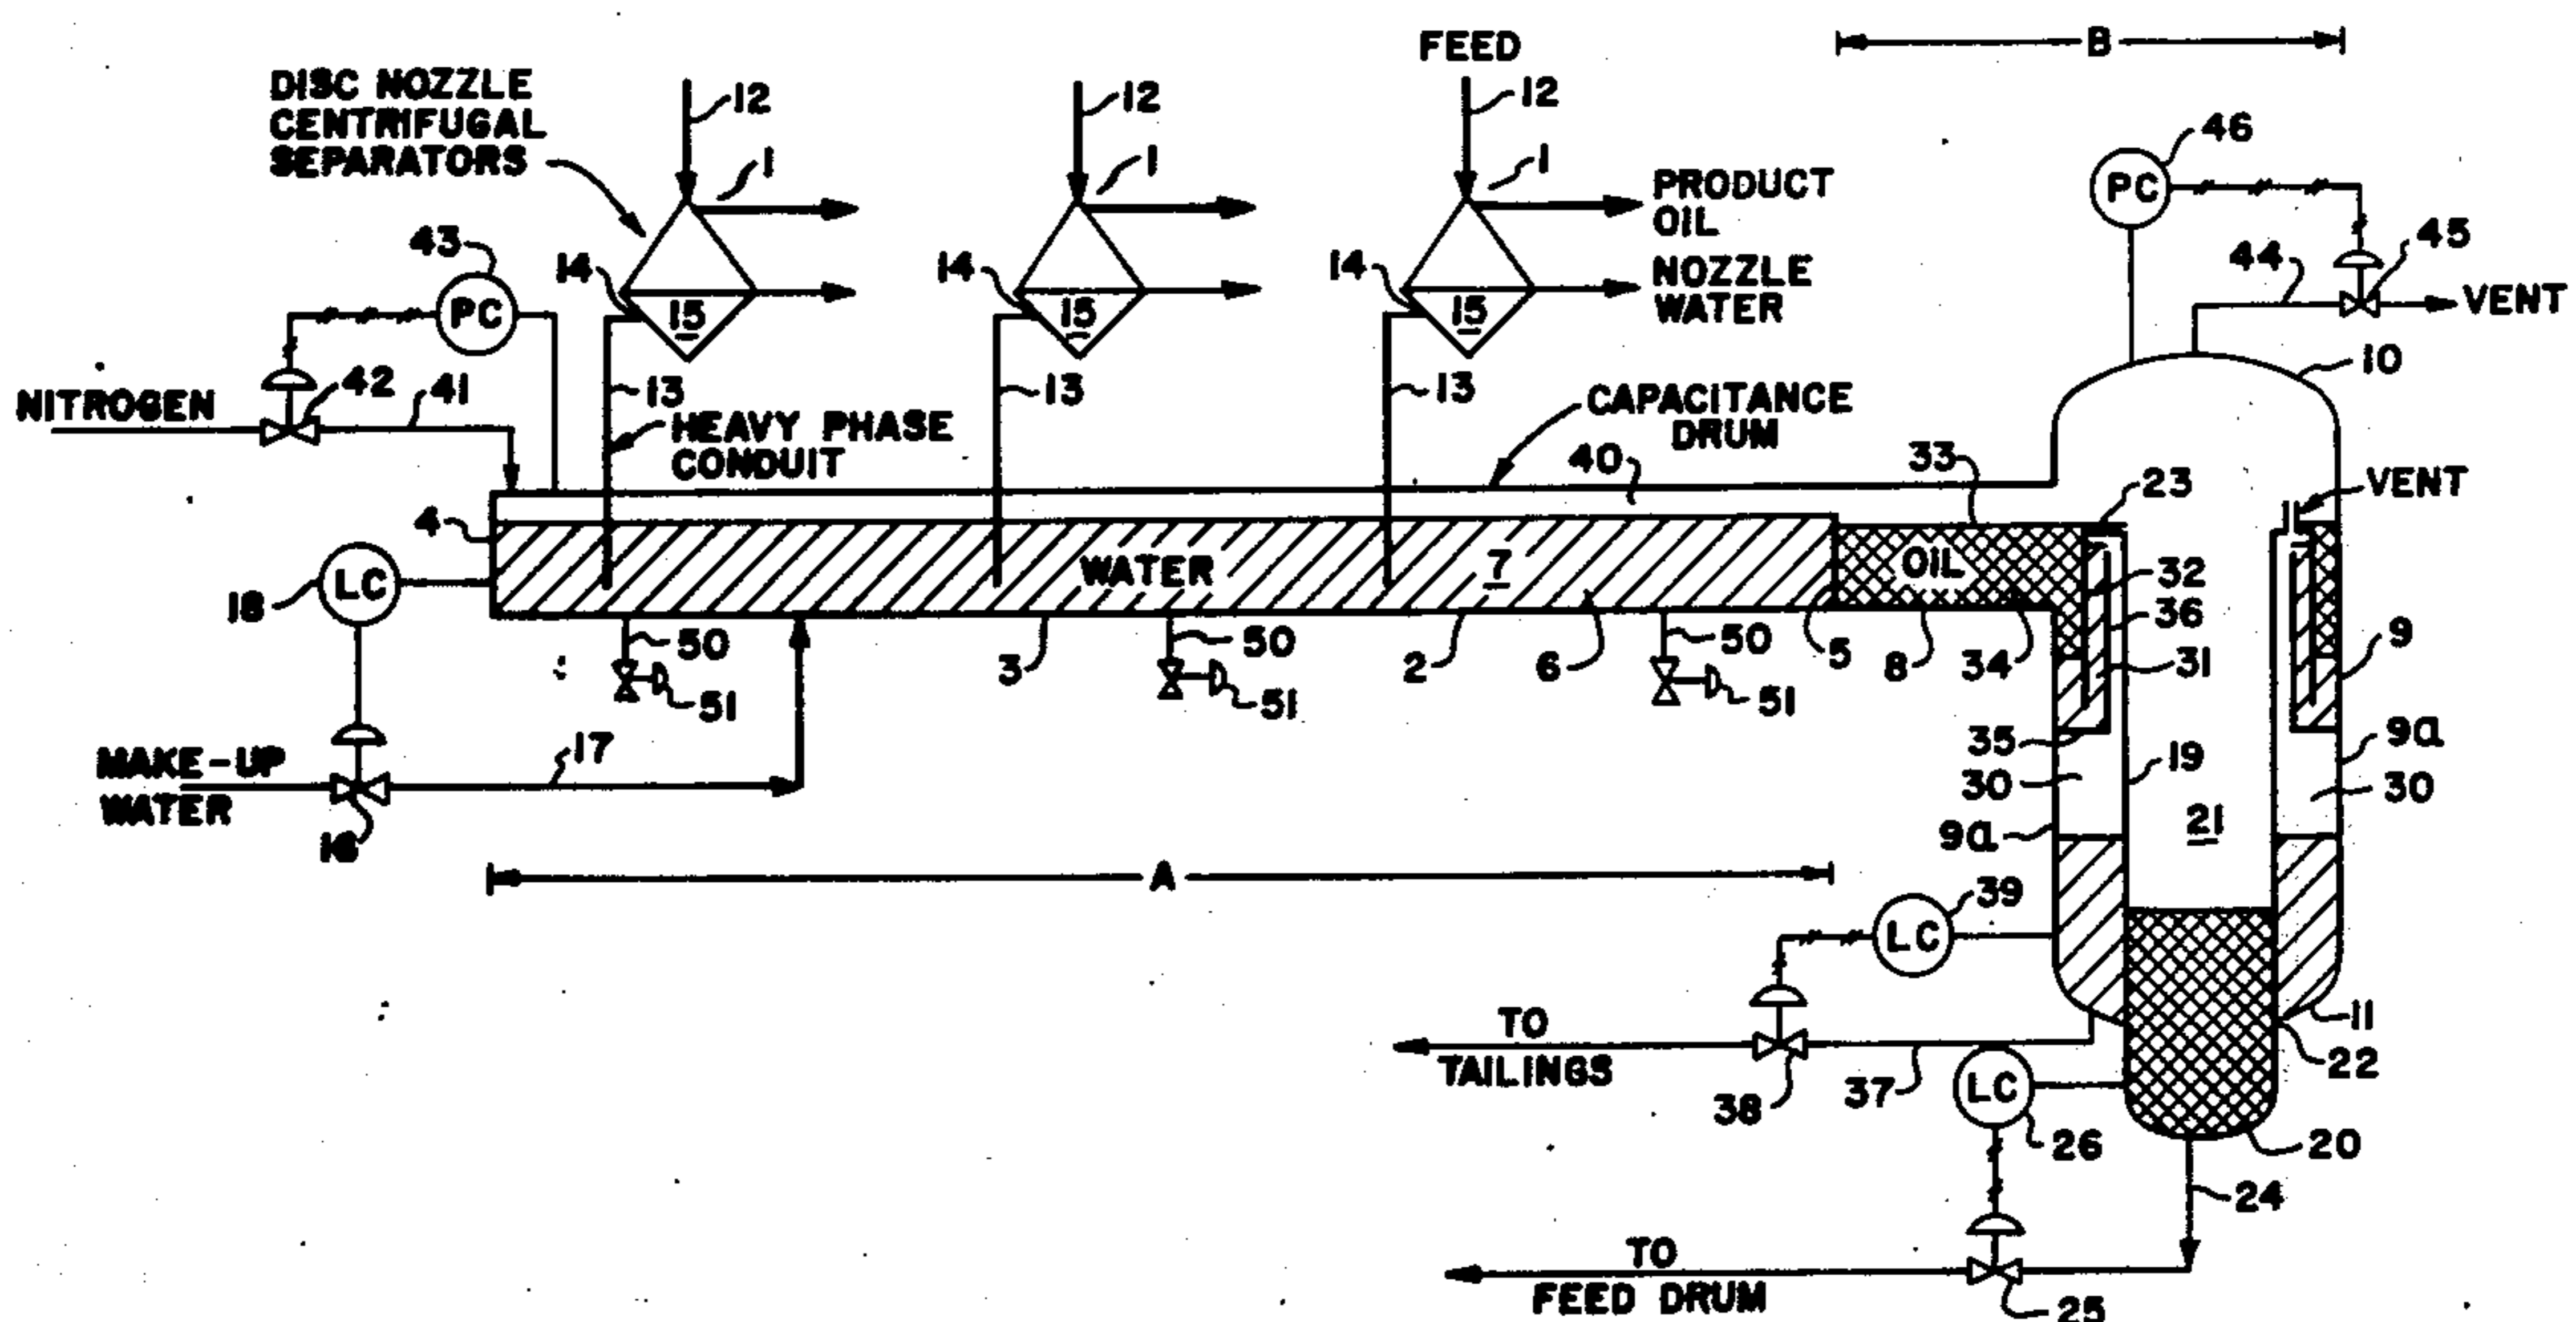 FEED
B
DISC NOZZLE
CENTRIFUGAL
SEPARATORS
12
12
12
1
1
1
46
PC
PRODUCT
OIL
43
PC
14
14
14
15
15
15
NOZZLE
WATER
44
45
VENT
10
NITROGEN
42
41
13
13
13
HEAVY PHASE
CONDUIT
CAPACITANCE
DRUM
40
33
23
VENT
4
18
LC
WATER
7
OIL
32
36
31
9
50
50
50
51
51
51
3
2
6
5
8
34
35
30
19
9a
30
9a
21
MAKE-UP
WATER
17
16
A
39
LC
TO
TAILINGS
38
37
LC
26
11
22
20
24
TO
FEED DRUM
25